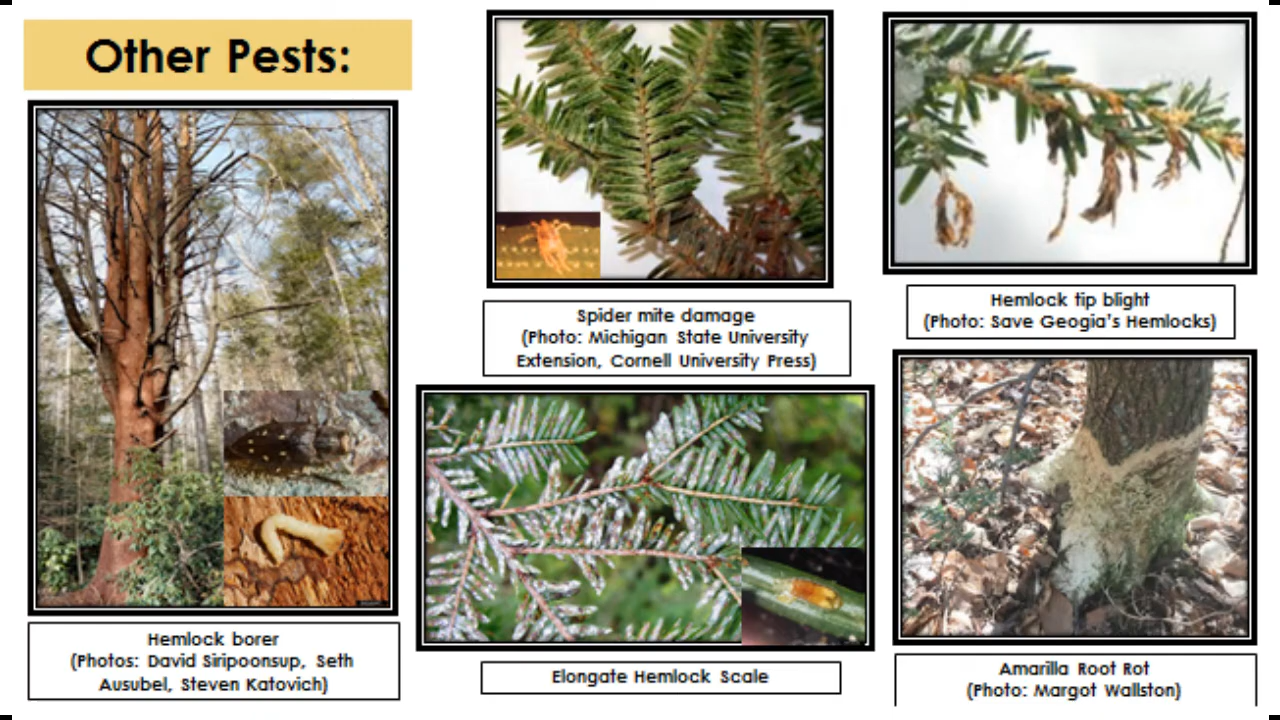 Other Pests:
Hemlock borer
(Photos: David Siripoonsup, Seth
Ausubel, Steven Katovich)
Spider mite damage
(Photo: Michigan State University
Extension, Cornell University Press)
Elongate Hemlock Scale
Hemlock tip blight
(Photo: Save Geogia's Hemlocks)
Amarilla Root Rot
(Photo: Margot Wallston)